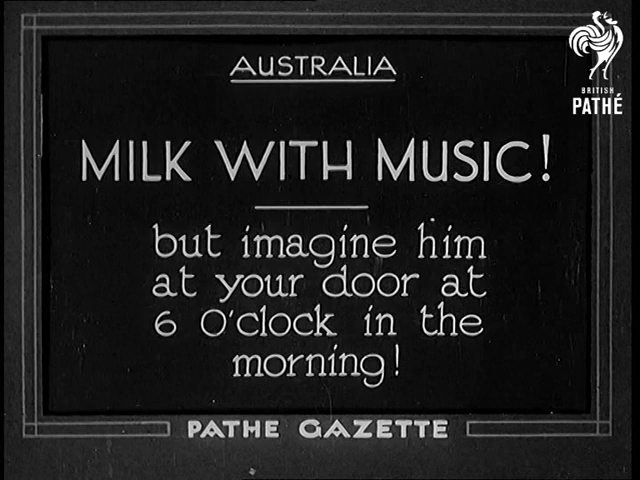 AUSTRALIA
BRITISH
PATHÉ
MILK WITH MUSIC!
but imagine him
at your door at
6 O'clock in the
morning!
PATHE GAZETTE